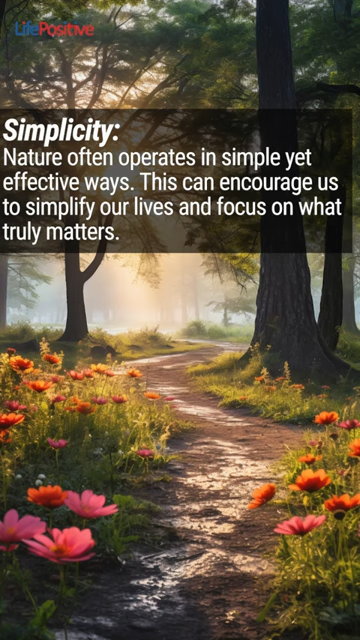 LifePositive
Simplicity:
Nature often operates in simple yet
effective ways. This can encourage us
to simplify our lives and focus on what
truly matters.